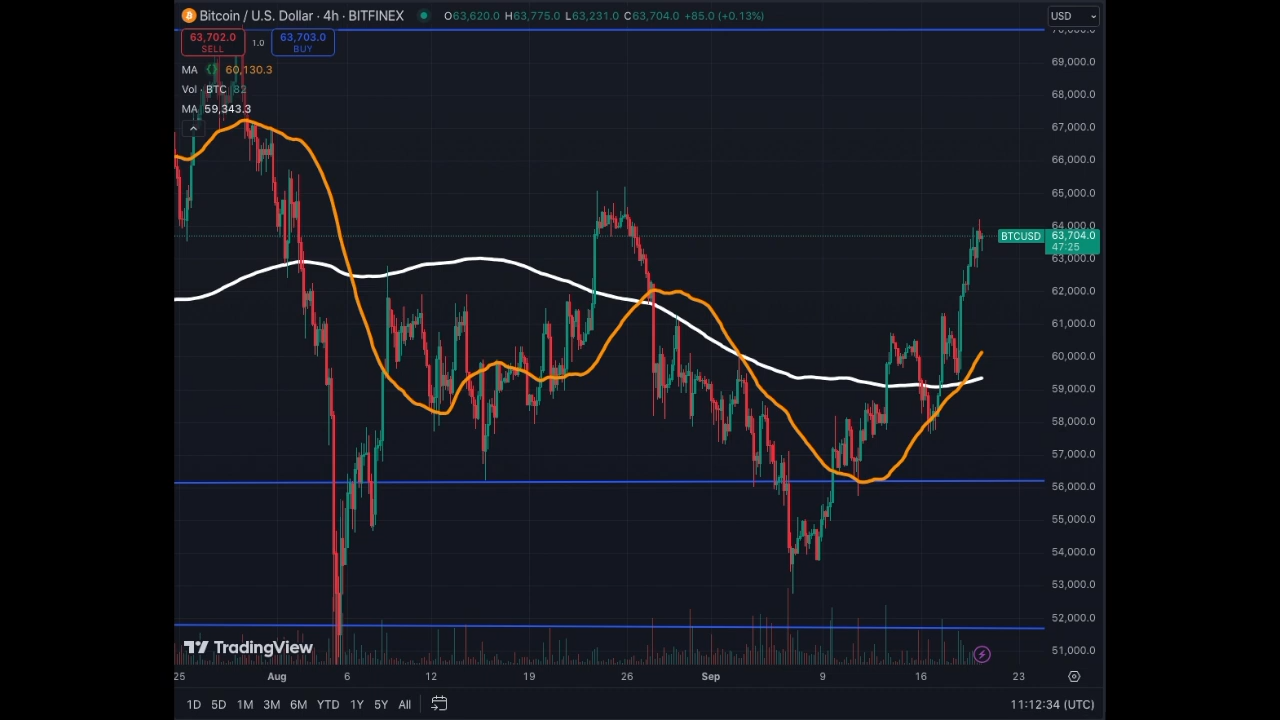 Bitcoin / U.S. Dollar · 4h · BITFINEX O63,620.0 H63,775.0 L63,231.0 C63,704.0 +85.0 (+0.13%)
USD
63,702.0 SELL 1.0 63,703.0 BUY
MA 60,130.3
Vol · BTC 82
MA 59,343.3
70,000.0
69,000.0
68,000.0
67,000.0
66,000.0
65,000.0
64,000.0
BTCUSD 63,704.0
47:25
63,000.0
62,000.0
61,000.0
60,000.0
59,000.0
58,000.0
57,000.0
56,000.0
55,000.0
54,000.0
53,000.0
52,000.0
51,000.0
TradingView
25 Aug 6 12 19 26 Sep 9 16 23
1D 5D 1M 3M 6M YTD 1Y 5Y All 11:12:34 (UTC)